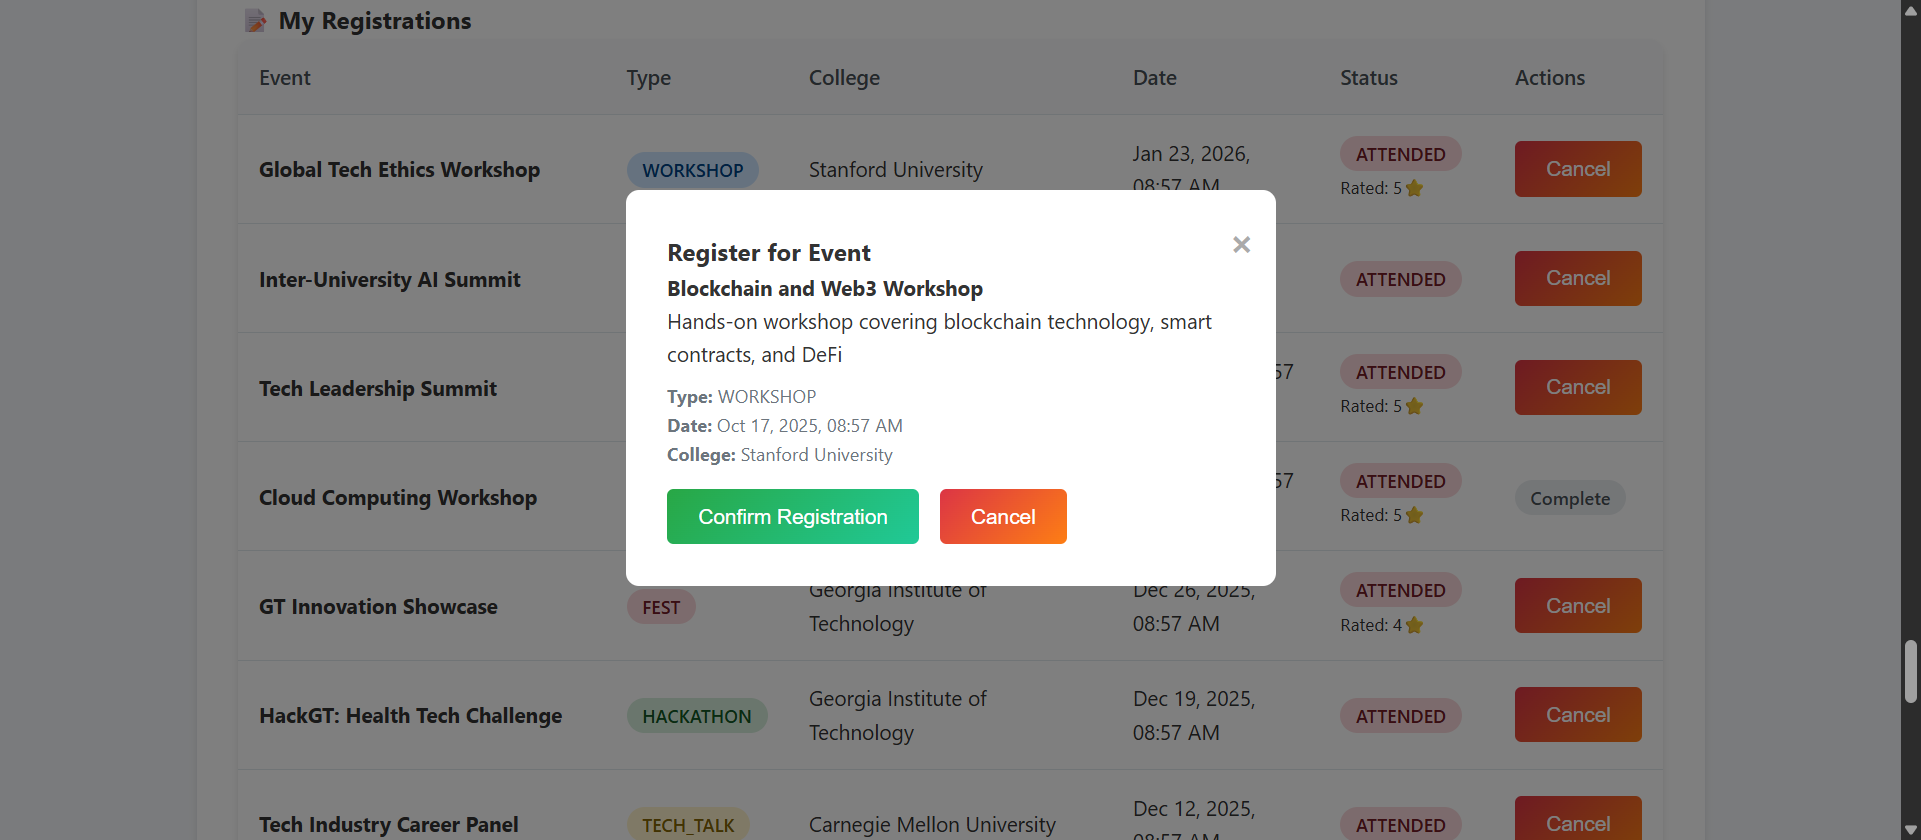 My Registrations
Event Type College Date Status Actions
Global Tech Ethics Workshop WORKSHOP Stanford University Jan 23, 2026, 08:57 AM ATTENDED Rated: 5 Cancel
Inter-University AI Summit ATTENDED Cancel
Tech Leadership Summit 57 ATTENDED Rated: 5 Cancel
Cloud Computing Workshop 57 ATTENDED Rated: 5 Complete
GT Innovation Showcase FEST Georgia Institute of Technology Dec 26, 2025, 08:57 AM ATTENDED Rated: 4 Cancel
HackGT: Health Tech Challenge HACKATHON Georgia Institute of Technology Dec 19, 2025, 08:57 AM ATTENDED Cancel
Tech Industry Career Panel TECH_TALK Carnegie Mellon University Dec 12, 2025, 08:57 AM ATTENDED Cancel
Register for Event
×
Blockchain and Web3 Workshop
Hands-on workshop covering blockchain technology, smart
contracts, and DeFi
Type: WORKSHOP
Date: Oct 17, 2025, 08:57 AM
College: Stanford University
Confirm Registration Cancel